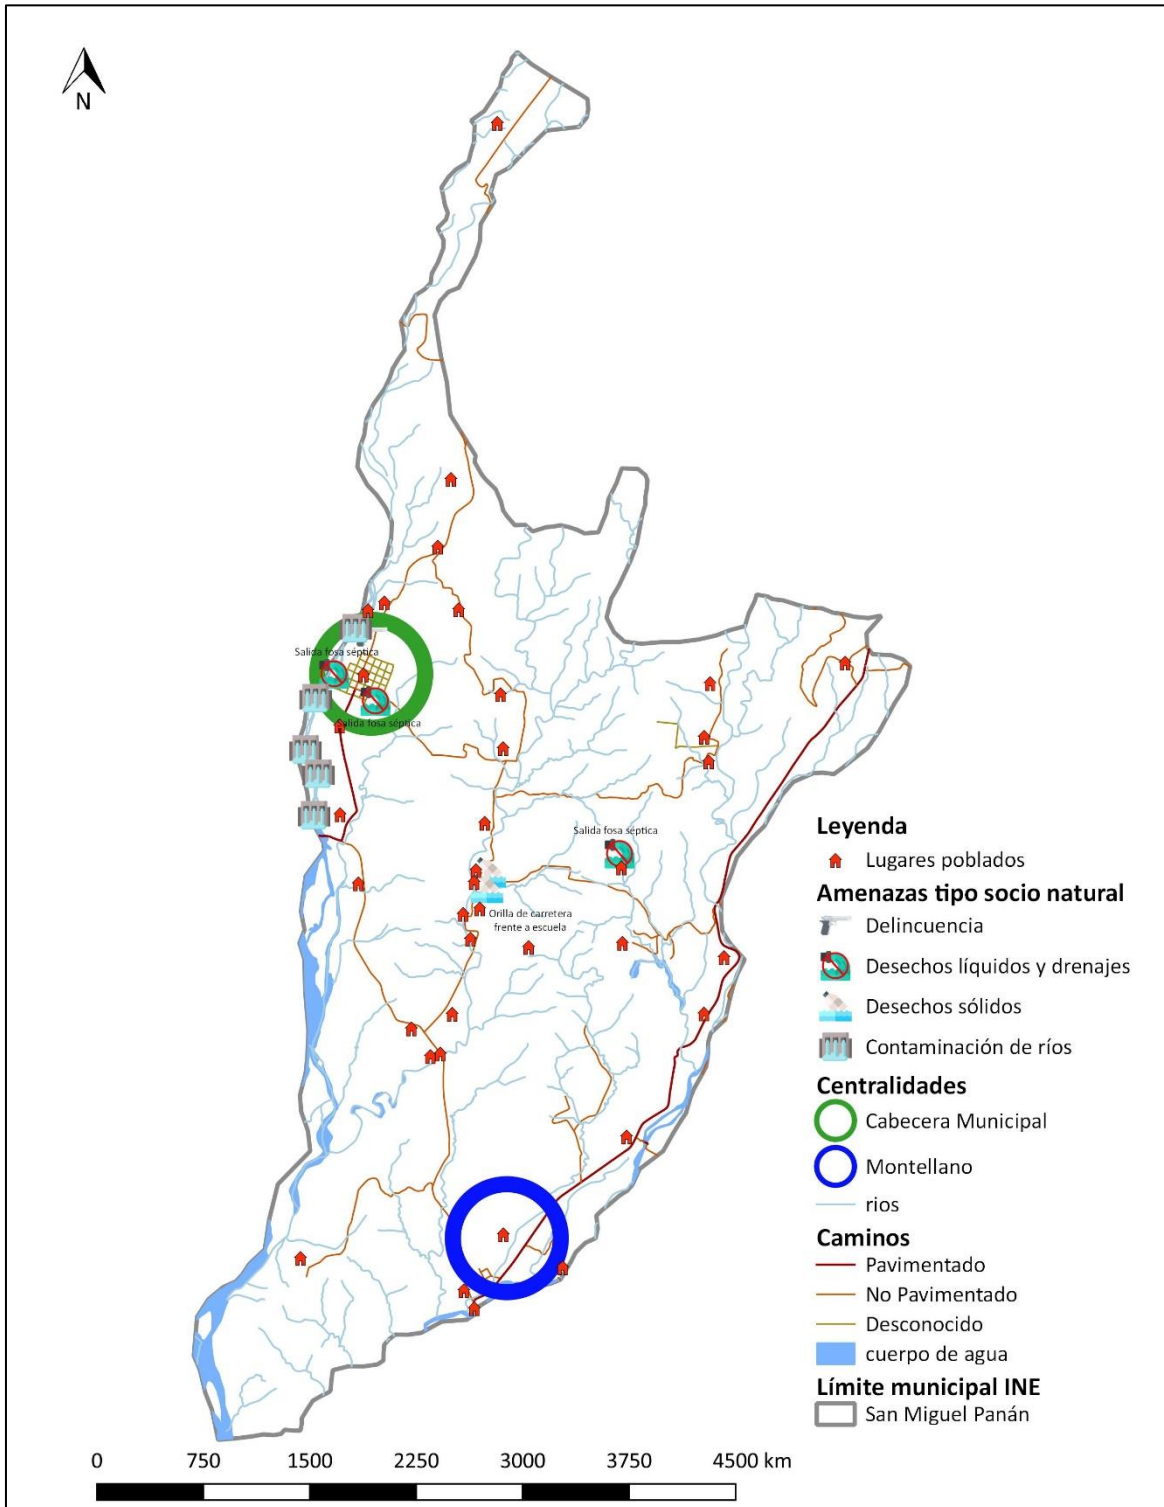 N
Salida fosa séptica
Salida fosa séptica
Salida fosa séptica
Orilla de carretera
frente a escuela
Leyenda
Lugares poblados
Amenazas tipo socio natural
Delincuencia
Desechos líquidos y drenajes
Desechos sólidos
Contaminación de ríos
Centralidades
Cabecera Municipal
Montellano
rios
Caminos
Pavimentado
No Pavimentado
Desconocido
cuerpo de agua
Límite municipal INE
San Miguel Panán
0 750 1500 2250 3000 3750 4500 km